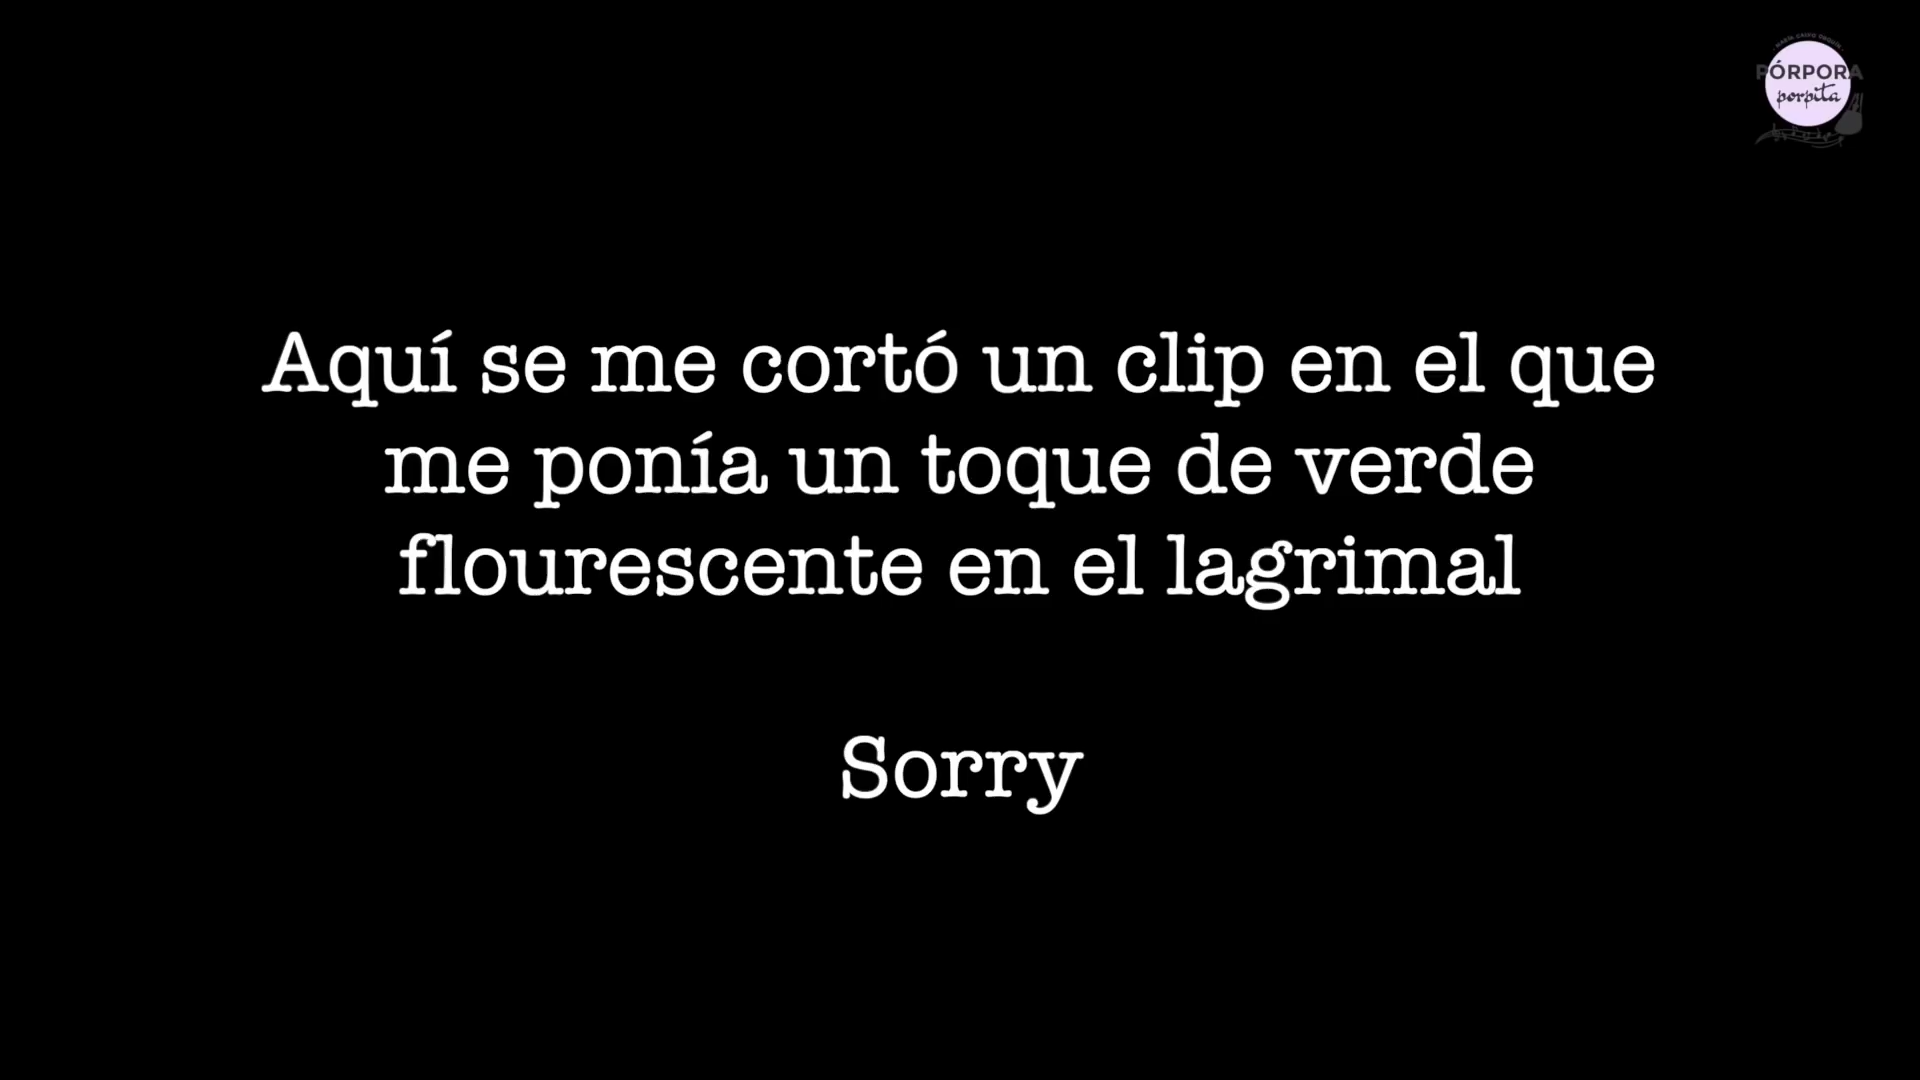 PÓRPORA
porpita
Aquí se me cortó un clip en el que
me ponía un toque de verde
flourescente en el lagrimal
Sorry